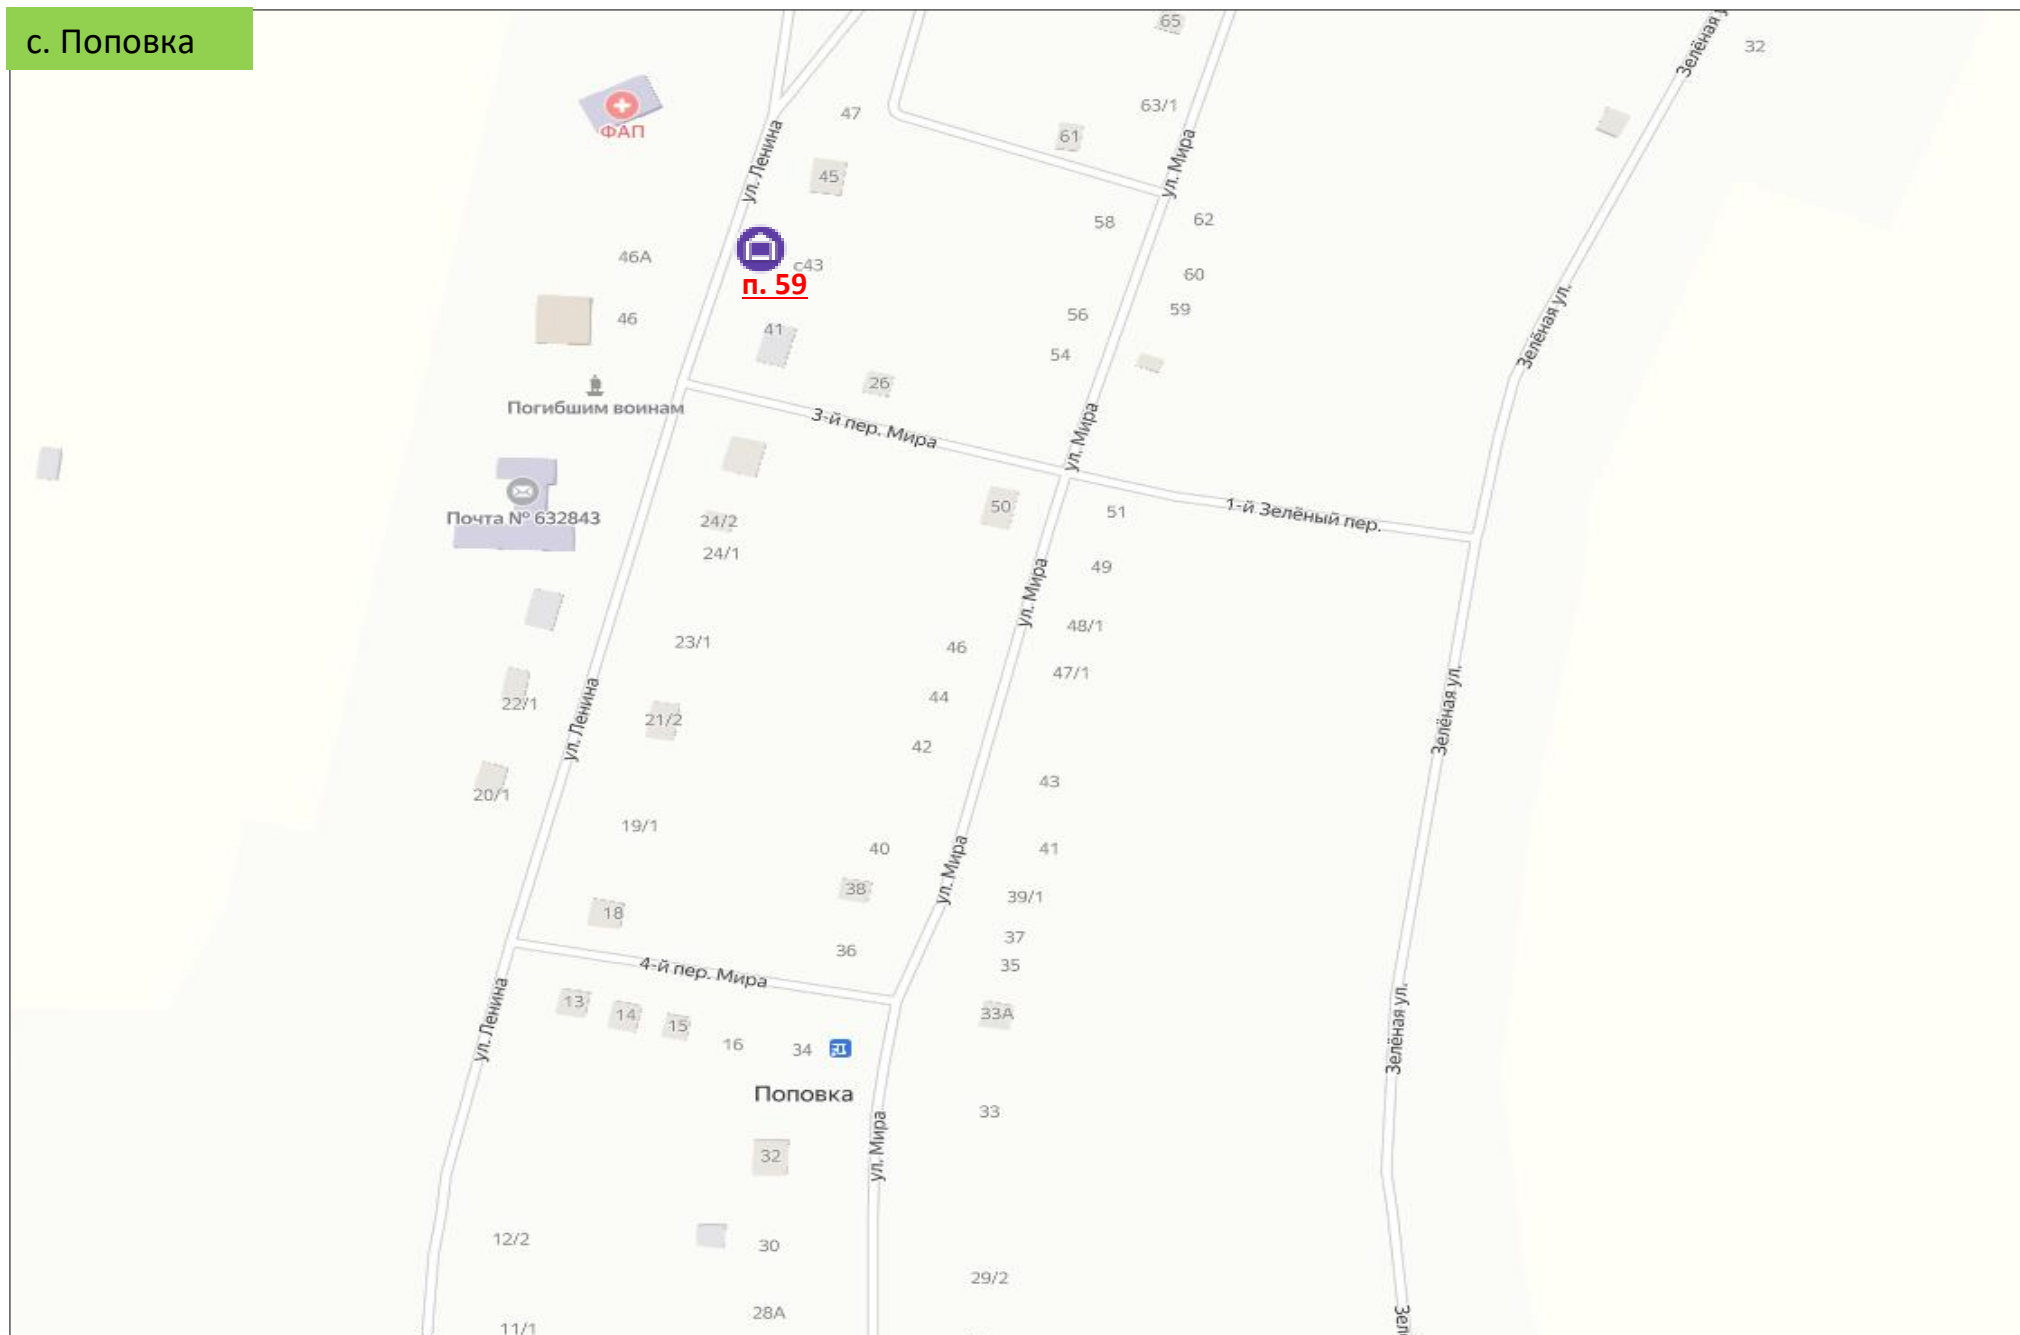 с. Поповка
65
32
Зелёная у
47
63/1
ФАП
61
ул. Ленина
45
ул. Мира
58
62
46А
с43
60
п. 59
59
46
56
41
54
Зелёная ул.
26
Погибшим воинам
3-й пер. Мира
ул. Мира
50
51
1-й Зелёный пер.
Почта № 632843
24/2
24/1
49
ул. Мира
48/1
23/1
46
47/1
44
22/1
21/2
ул. Ленина
Зелёная ул.
42
43
20/1
19/1
40
41
ул. Мира
38
39/1
18
37
36
35
4-й пер. Мира
13
14
15
33А
ул. Ленина
Зелёная ул.
16
34
Поповка
33
ул. Мира
32
12/2
30
29/2
28А
11/1
Зел